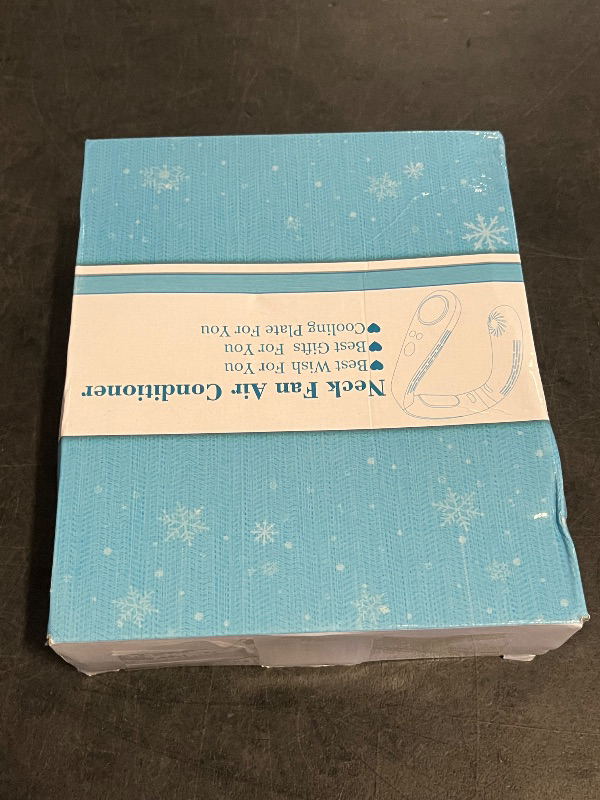 Neck Fan Air Conditioner
♥Best Wish For You
♥Best Gifts For You
♥Cooling Plate For You